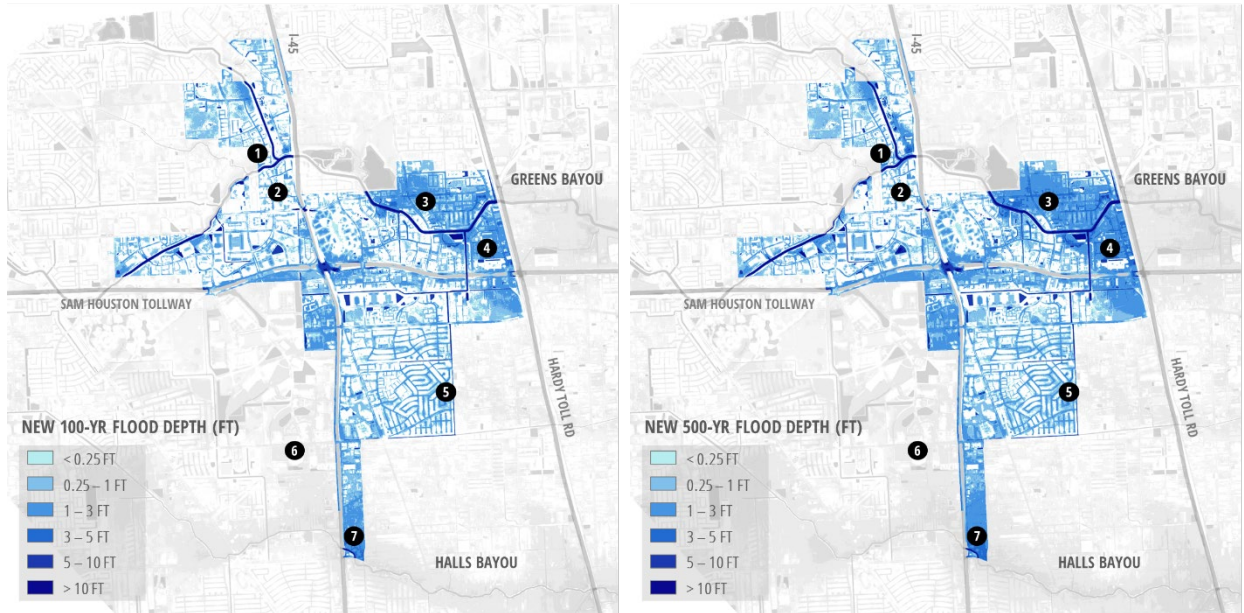 I-45
1
2
3
GREENS BAYOU
4
SAM HOUSTON TOLLWAY
HARDY TOLL RD
5
NEW 100-YR FLOOD DEPTH (FT)
6
< 0.25 FT
0.25 – 1 FT
1 – 3 FT
3 – 5 FT
5 – 10 FT
> 10 FT
7
HALLS BAYOU
I-45
1
2
3
GREENS BAYOU
4
SAM HOUSTON TOLLWAY
HARDY TOLL RD
5
NEW 500-YR FLOOD DEPTH (FT)
6
< 0.25 FT
0.25 – 1 FT
1 – 3 FT
3 – 5 FT
5 – 10 FT
> 10 FT
7
HALLS BAYOU